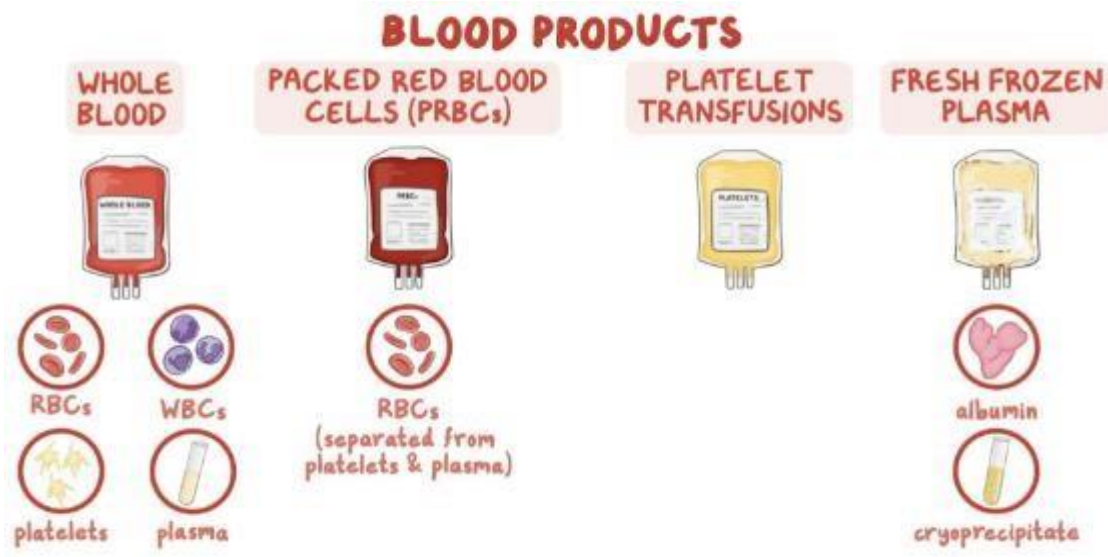 BLOOD PRODUCTS
WHOLE
BLOOD
PACKED RED BLOOD
CELLS (PRBCs)
PLATELET
TRANSFUSIONS
FRESH FROZEN
PLASMA
WHOLE BLOOD
PRBCs
PLATELETS
RBCs
WBCs
platelets
plasma
RBCs
(separated from
platelets & plasma)
albumin
cryoprecipitate